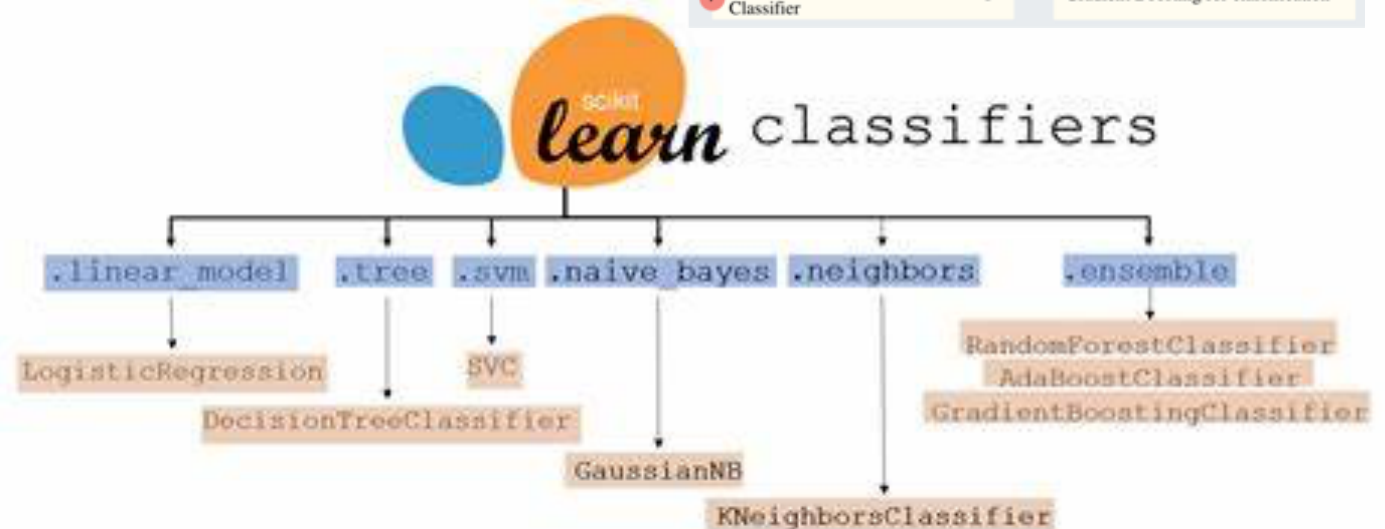 Classifier
scikit
learn classifiers
.linear_model
.tree
.svm
.naive_bayes
.neighbors
.ensemble
LogisticRegression
DecisionTreeClassifier
SVC
GaussianNB
KNeighborsClassifier
RandomForestClassifier
AdaBoostClassifier
GradientBoostingClassifier